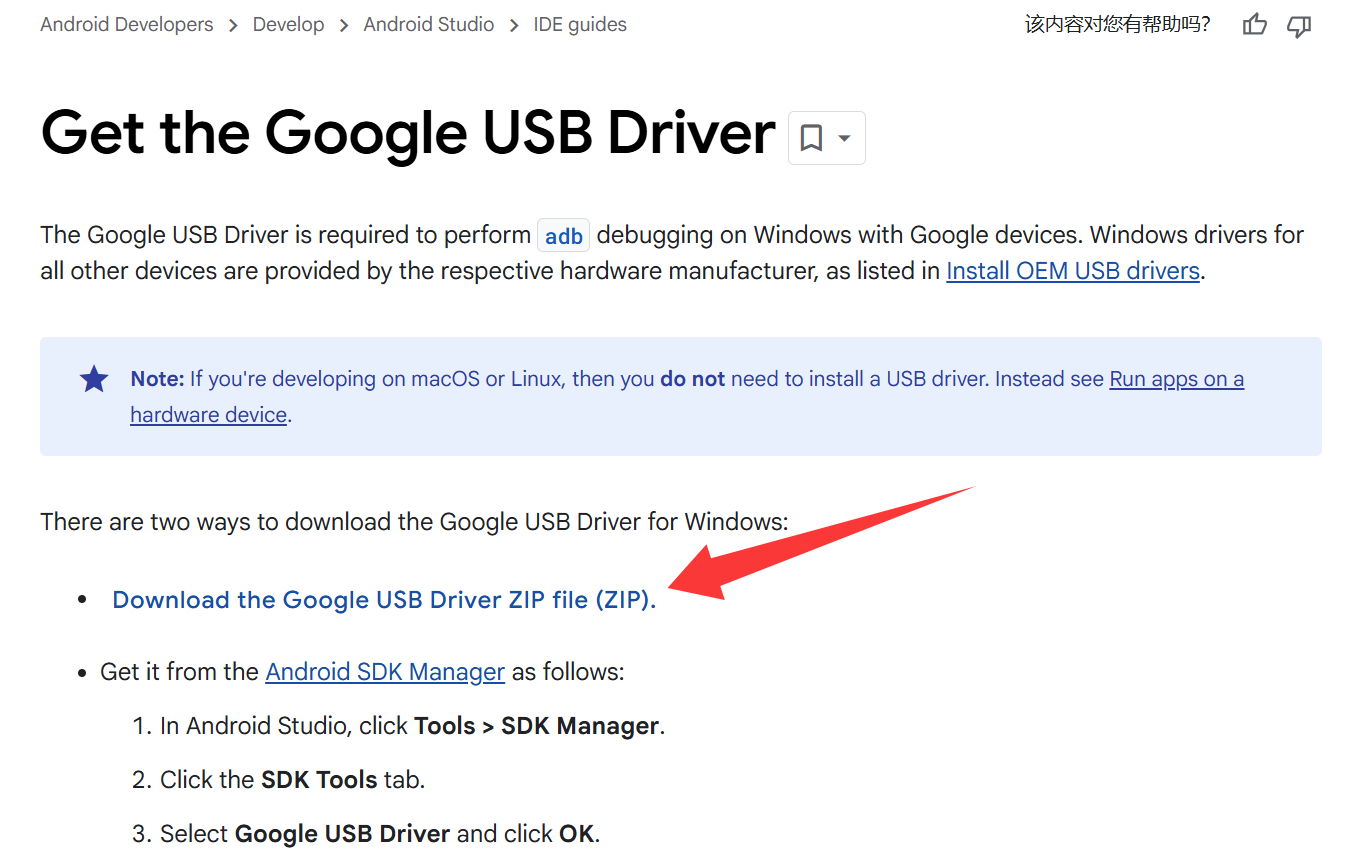 Android Developers > Develop > Android Studio > IDE guides
该内容对您有帮助吗?
Get the Google USB Driver
The Google USB Driver is required to perform adb debugging on Windows with Google devices. Windows drivers for
all other devices are provided by the respective hardware manufacturer, as listed in Install OEM USB drivers.
Note: If you're developing on macOS or Linux, then you do not need to install a USB driver. Instead see Run apps on a
hardware device.
There are two ways to download the Google USB Driver for Windows:
• Download the Google USB Driver ZIP file (ZIP).
• Get it from the Android SDK Manager as follows:
1. In Android Studio, click Tools > SDK Manager.
2. Click the SDK Tools tab.
3. Select Google USB Driver and click OK.